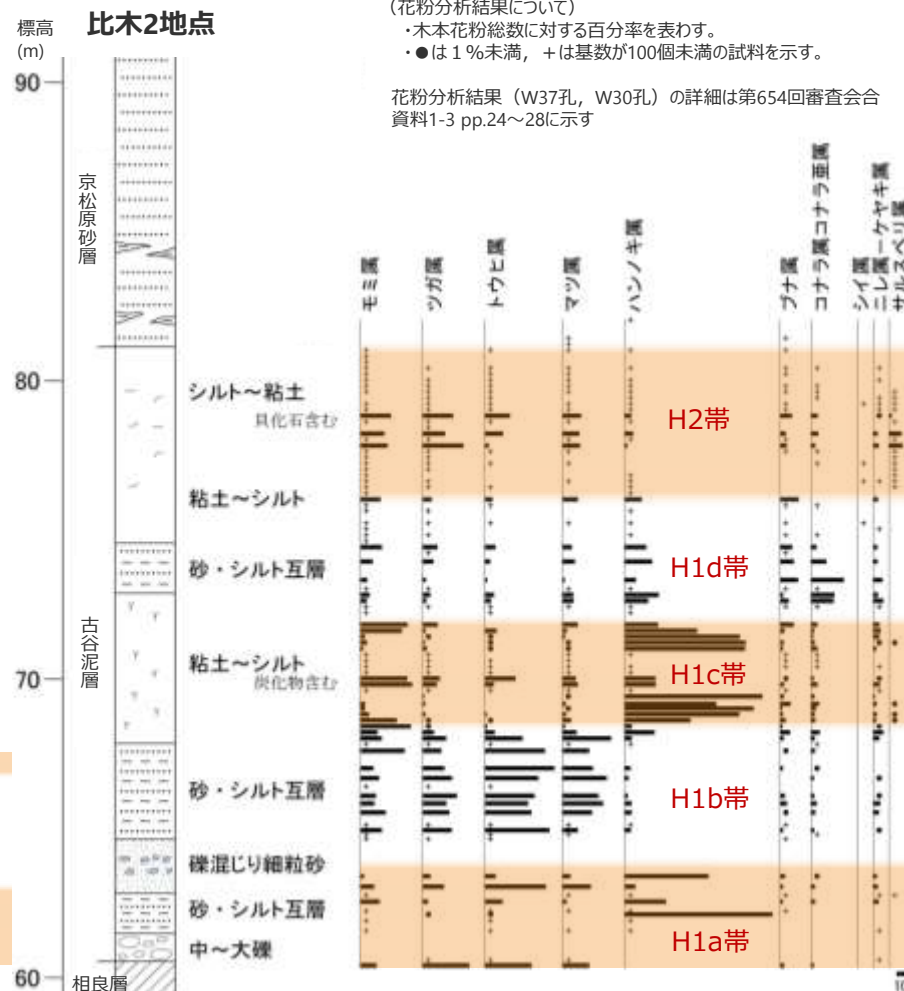 (花粉分析結果について)
・木本花粉総数に対する百分率を表わす。
・●は１%未満，＋は基数が100個未満の試料を示す。
花粉分析結果（W37孔，W30孔）の詳細は第654回審査会合
資料1-3 pp.24～28に示す
比木2地点
標高
(m)
90
80
70
60
京松原砂層
古谷泥層
相良層
シルト～粘土
貝化石含む
粘土～シルト
砂・シルト互層
粘土～シルト
炭化物含む
砂・シルト互層
礫混じり細粒砂
砂・シルト互層
中～大礫
モミ属
ツガ属
トウヒ属
マツ属
ハンノキ属
ブナ属
コナラ属コナラ亜属
シイ属
ニレ属－ケヤキ属
サルスベリ属
H2帯
H1d帯
H1c帯
H1b帯
H1a帯